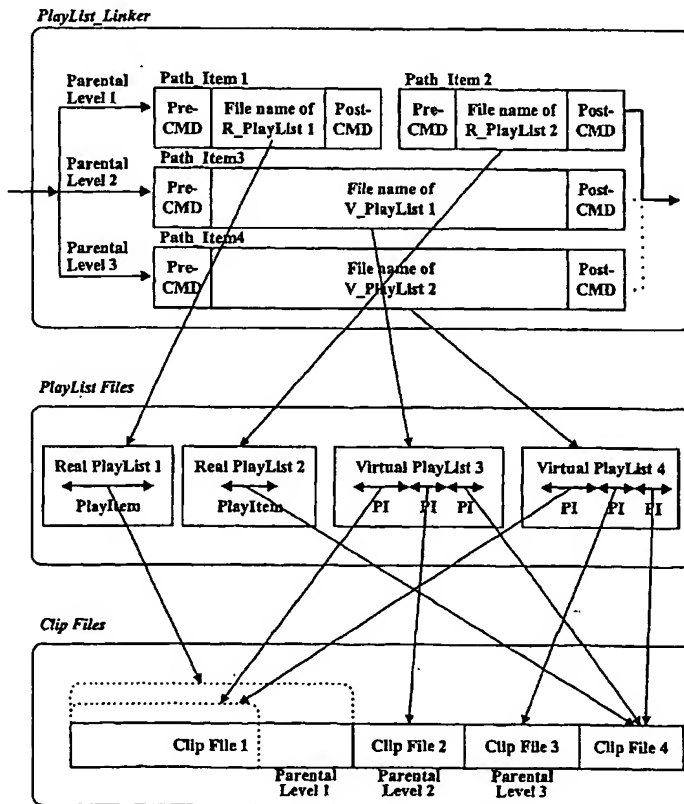 PlayList_Linker
Parental
Level 1
Path_Item 1
Pre-
CMD
File name of
R_PlayList 1
Post-
CMD
Path_Item 2
Pre-
CMD
File name of
R_PlayList 2
Post-
CMD
Parental
Level 2
Path_Item3
Pre-
CMD
File name of
V_PlayList 1
Post-
CMD
Parental
Level 3
Path_Item4
Pre-
CMD
File name of
V_PlayList 2
Post-
CMD
PlayList Files
Real PlayList 1
PlayItem
Real PlayList 2
PlayItem
Virtual PlayList 3
PI PI PI
Virtual PlayList 4
PI PI PI
Clip Files
Clip File 1
Clip File 2
Clip File 3
Clip File 4
Parental
Level 1
Parental
Level 2
Parental
Level 3